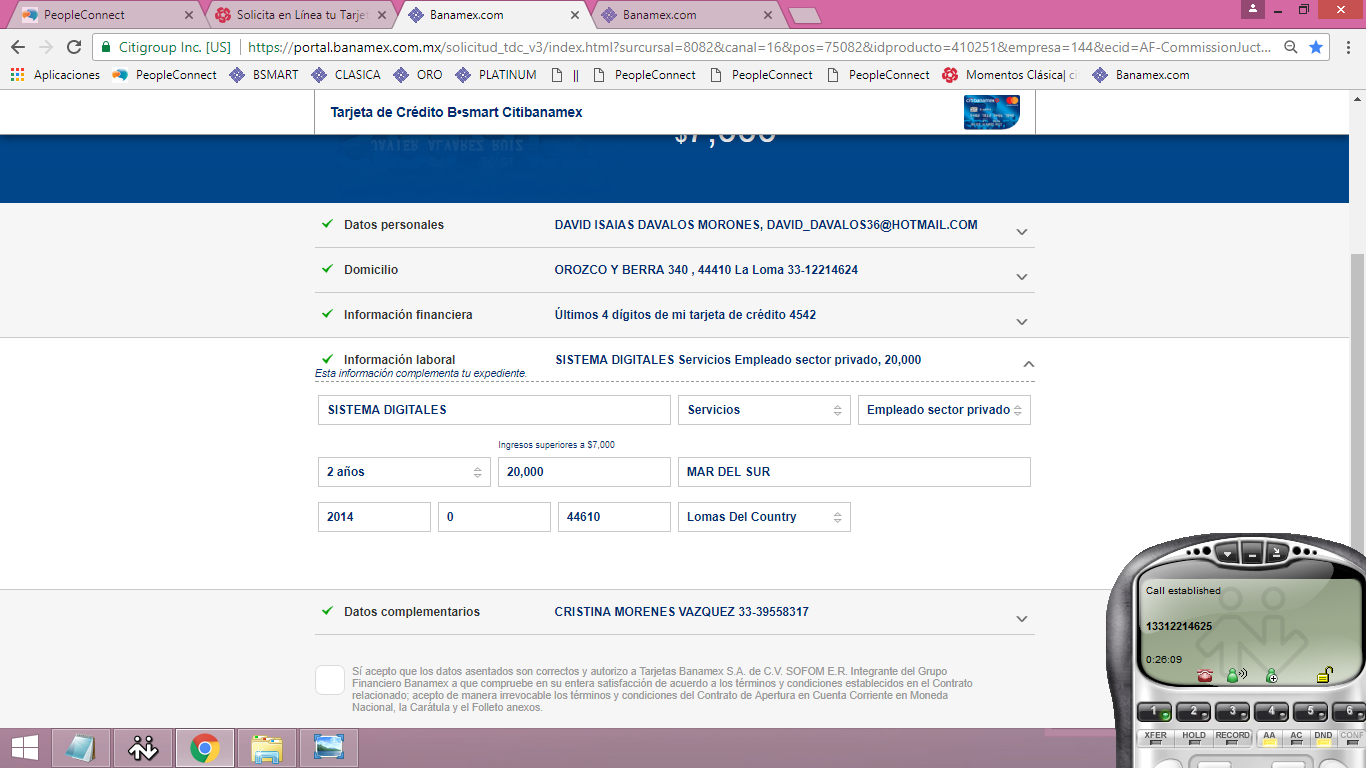 PeopleConnect
Solicita en Línea tu Tarje
Banamex.com
Banamex.com
Citigroup Inc. [US] https://portal.banamex.com.mx/solicitud_tdc_v3/index.html?sursursal=8082&canal=16&pos=75082&idproducto=410251&empresa=144&ecid=AF-CommissionJuct...
Aplicaciones PeopleConnect BSMART CLASICA ORO PLATINUM || PeopleConnect PeopleConnect PeopleConnect Momentos Clásica| ci Banamex.com
Tarjeta de Crédito B•smart Citibanamex
$7,000
JAVIER ALVAREZ RUIZ
Datos personales DAVID ISAIAS DAVALOS MORONES, DAVID_DAVALOS36@HOTMAIL.COM
Domicilio OROZCO Y BERRA 340 , 44410 La Loma 33-12214624
Información financiera Últimos 4 dígitos de mi tarjeta de crédito 4542
Información laboral SISTEMA DIGITALES Servicios Empleado sector privado, 20,000
Esta información complementa tu expediente.
SISTEMA DIGITALES Servicios Empleado sector privado
Ingresos superiores a $7,000
2 años 20,000 MAR DEL SUR
2014 0 44610 Lomas Del Country
Datos complementarios CRISTINA MORENES VAZQUEZ 33-39558317
Sí acepto que los datos asentados son correctos y autorizo a Tarjetas Banamex S.A. de C.V. SOFOM E.R. Integrante del Grupo
Financiero Banamex a que compruebe en su entera satisfacción de acuerdo a los términos y condiciones establecidos en el Contrato
relacionado; acepto de manera irrevocable los términos y condiciones del Contrato de Apertura en Cuenta Corriente en Moneda
Nacional, la Carátula y el Folleto anexos.
Call established
13312214625
0:26:09
1 2 3 4 5 6
XFER HOLD RECORD AA AC DND CONF